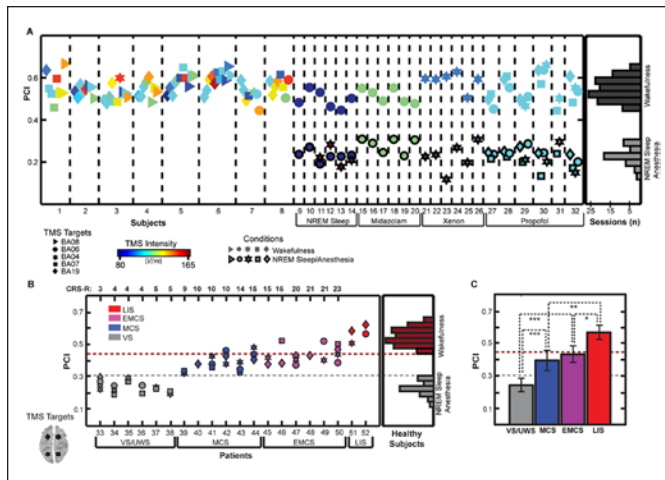 A
PCI
0.6
0.4
0.2
1 2 3 4 5 6 7 8 9 10 11 12 13 14 15 16 17 18 19 20 21 22 23 24 25 26 27 28 29 30 31 32
Subjects
NREM Sleep
Midazolam
Xenon
Propofol
Wakefulness
NREM Sleep
Anesthesia
25 15 5
Sessions (n)
TMS Targets
BA08
BA06
BA04
BA07
BA19
TMS Intensity
(V/m)
80 165
Conditions
Wakefulness
NREM Sleep/Anesthesia
B
CRS-R: 3 4 4 5 5 5 9 10 10 10 11 14 15 16 20 21 21 23
LIS
EMCS
MCS
VS
PCI
0.7
0.5
0.3
0.1
33 34 35 36 37 38 39 40 41 42 43 44 45 46 47 48 49 50 51 52
VS/UWS
MCS
EMCS
LIS
Patients
TMS Targets
Wakefulness
NREM Sleep
Anesthesia
Healthy
Subjects
C
PCI
0.7
0.5
0.3
0.1
***
***
**
*
VS/UWS MCS EMCS LIS